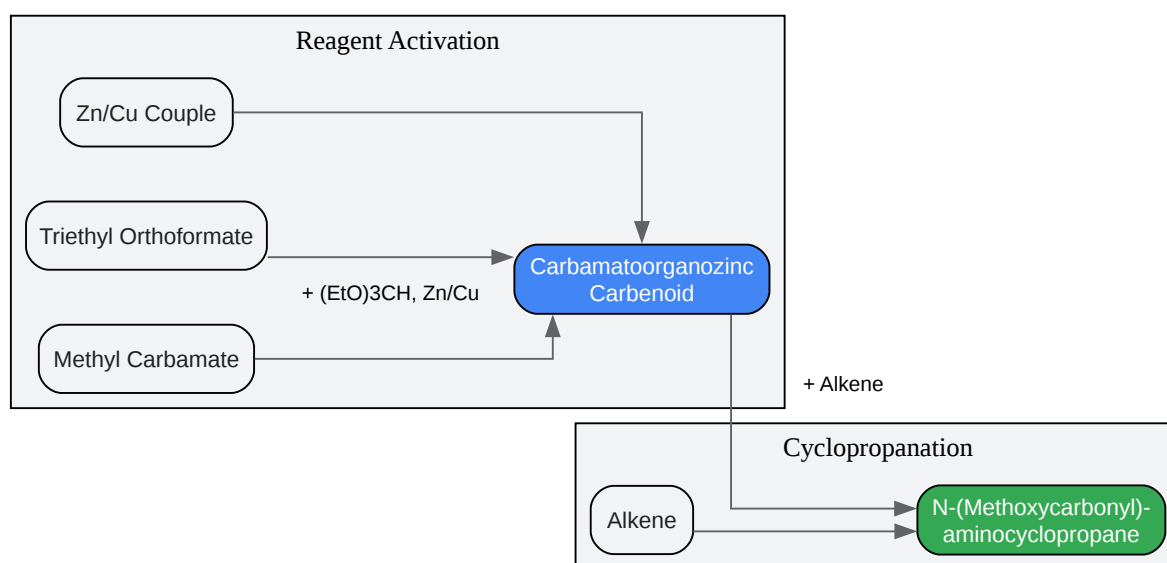 Reagent Activation
Zn/Cu Couple
Triethyl Orthoformate
Carbamatoorganozinc
Carbenoid
+ (EtO)3CH, Zn/Cu
Methyl Carbamate
+ Alkene
Cyclopropanation
Alkene
N-(Methoxycarbonyl)-
aminocyclopropane